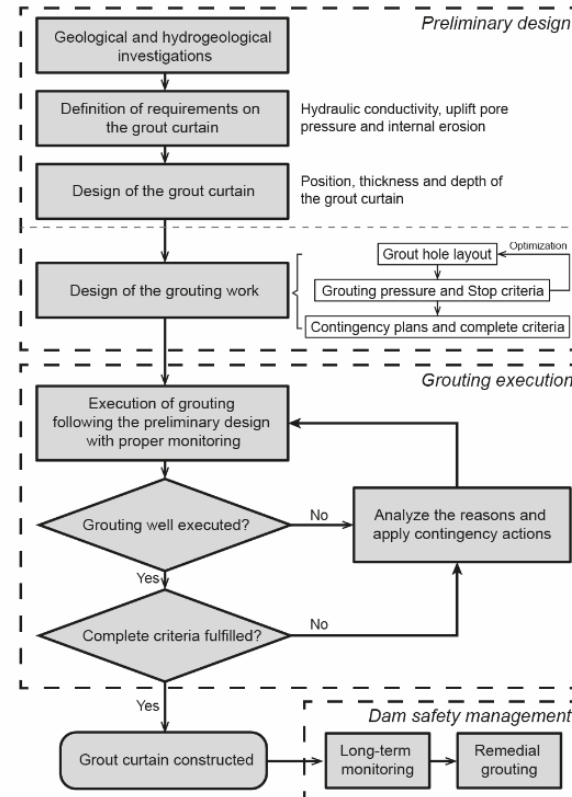 Preliminary design
Geological and hydrogeological
investigations
Definition of requirements on
the grout curtain
Hydraulic conductivity, uplift pore
pressure and internal erosion
Design of the grout curtain
Position, thickness and depth of
the grout curtain
Design of the grouting work
Grout hole layout
Optimization
Grouting pressure and Stop criteria
Contingency plans and complete criteria
Grouting execution
Execution of grouting
following the preliminary design
with proper monitoring
Grouting well executed?
No
Analyze the reasons and
apply contingency actions
Yes
Complete criteria fulfilled?
No
Yes
Dam safety management
Grout curtain constructed
Long-term
monitoring
Remedial
grouting